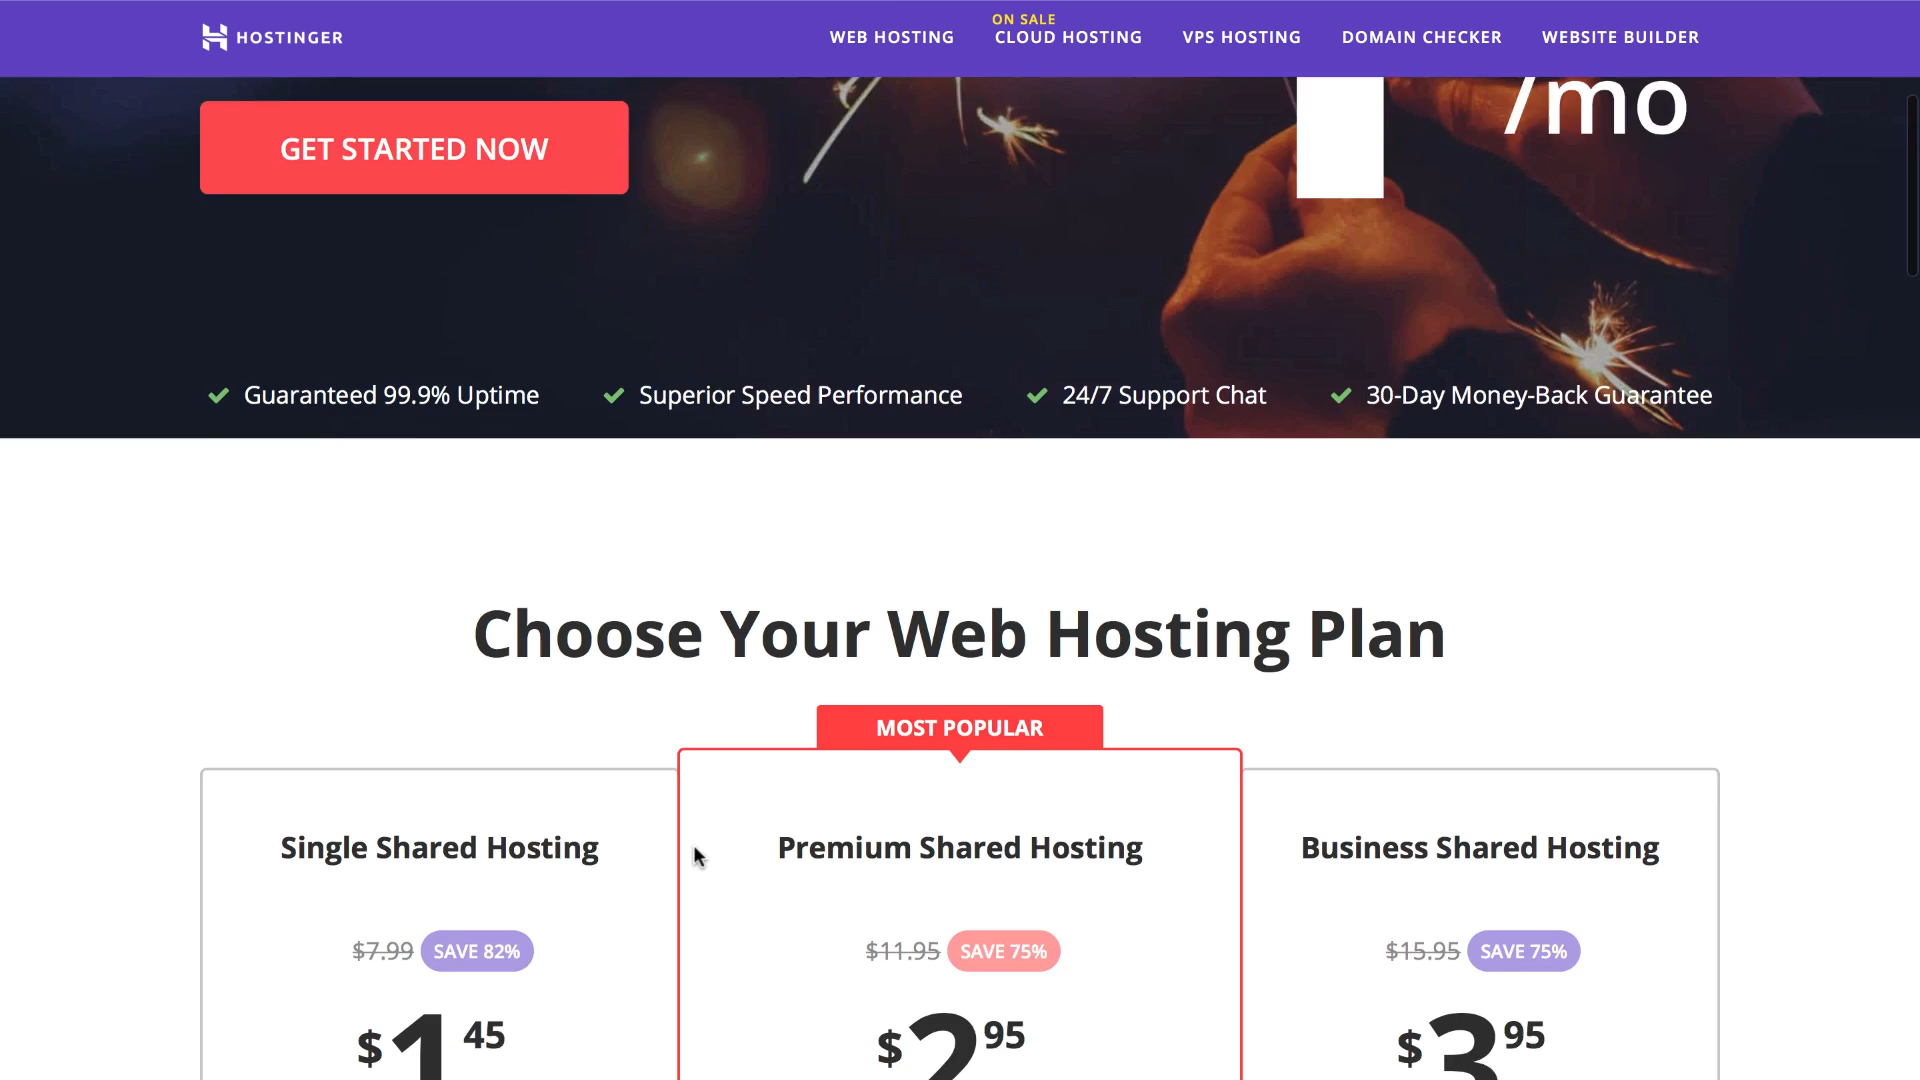 HOSTINGER
ON SALE
WEB HOSTING CLOUD HOSTING VPS HOSTING DOMAIN CHECKER WEBSITE BUILDER
/mo
GET STARTED NOW
Guaranteed 99.9% Uptime Superior Speed Performance 24/7 Support Chat 30-Day Money-Back Guarantee
Choose Your Web Hosting Plan
MOST POPULAR
Single Shared Hosting Premium Shared Hosting Business Shared Hosting
$7.99 SAVE 82% $11.95 SAVE 75% $15.95 SAVE 75%
$1 45 $2 95 $3 95